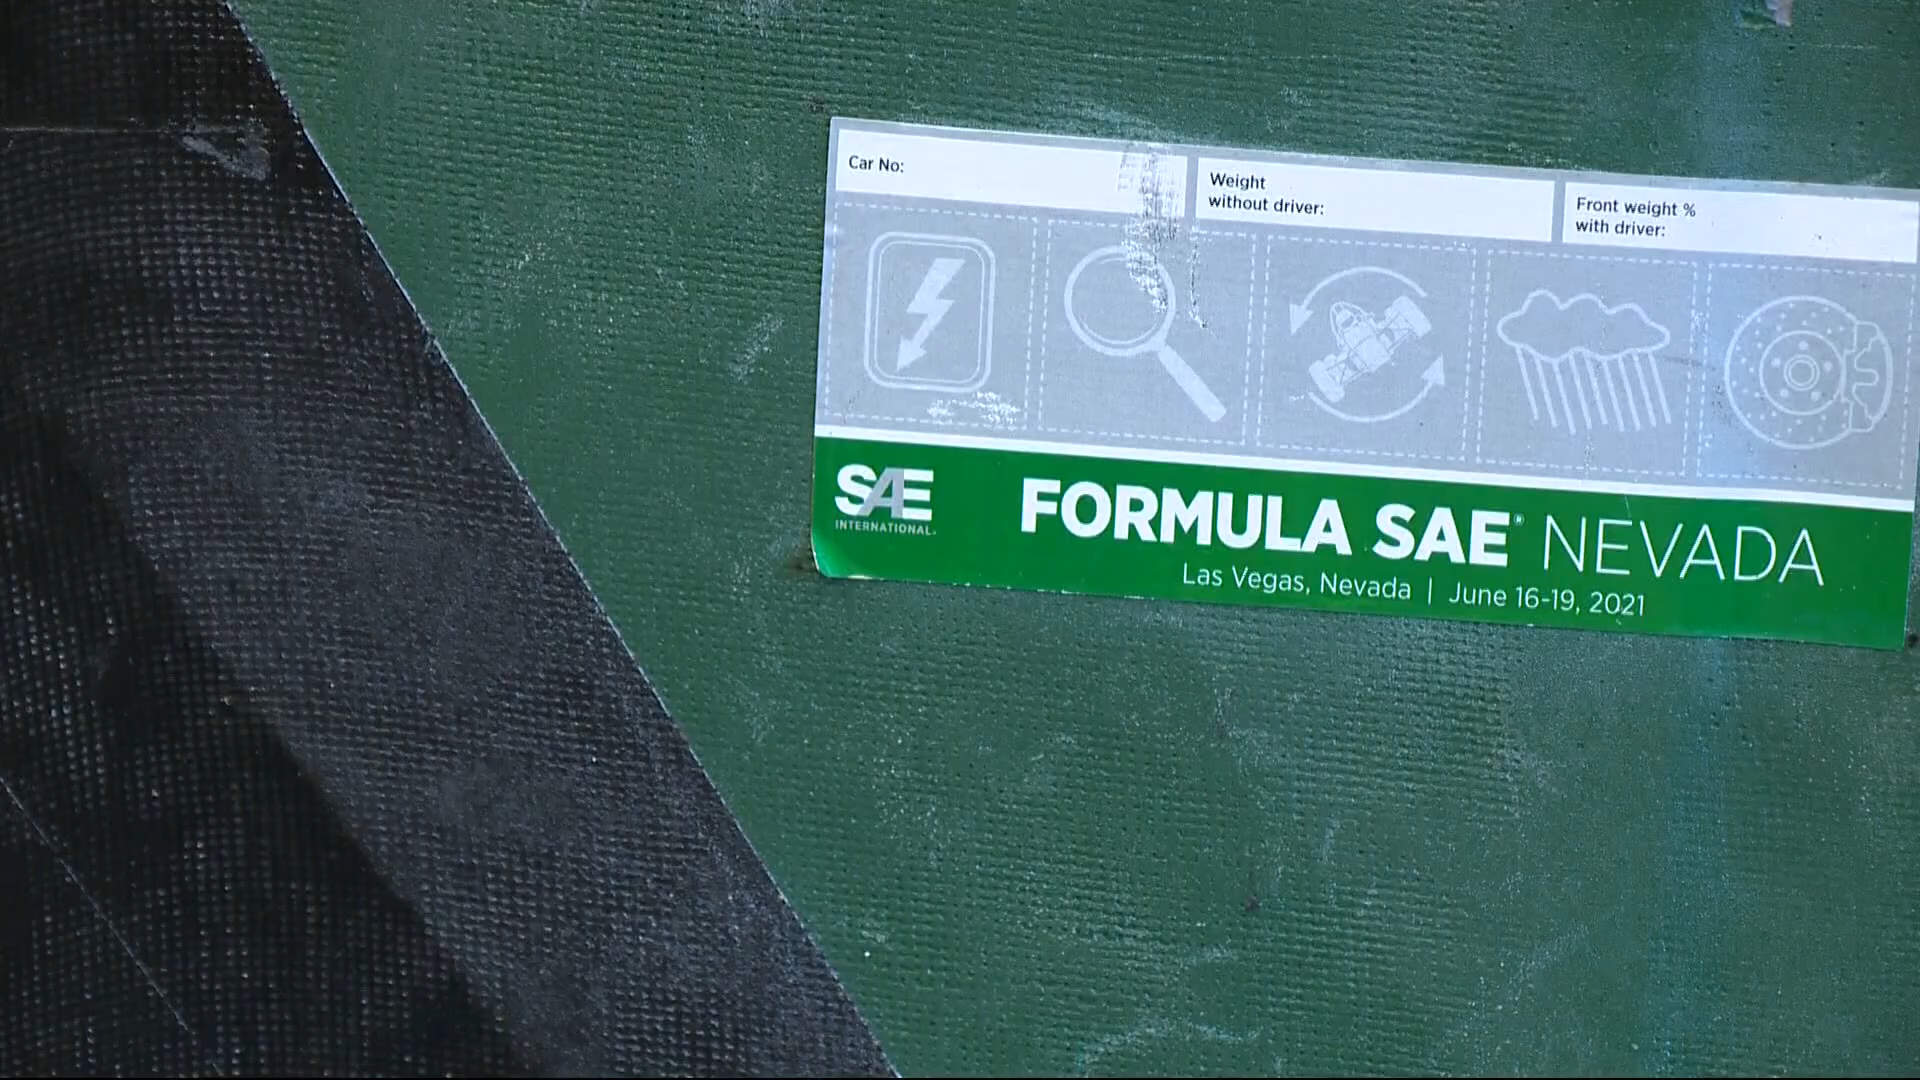 Car No:
Weight
without driver:
Front weight %
with driver:
SAE
INTERNATIONAL®
FORMULA SAE® NEVADA
Las Vegas, Nevada | June 16-19, 2021